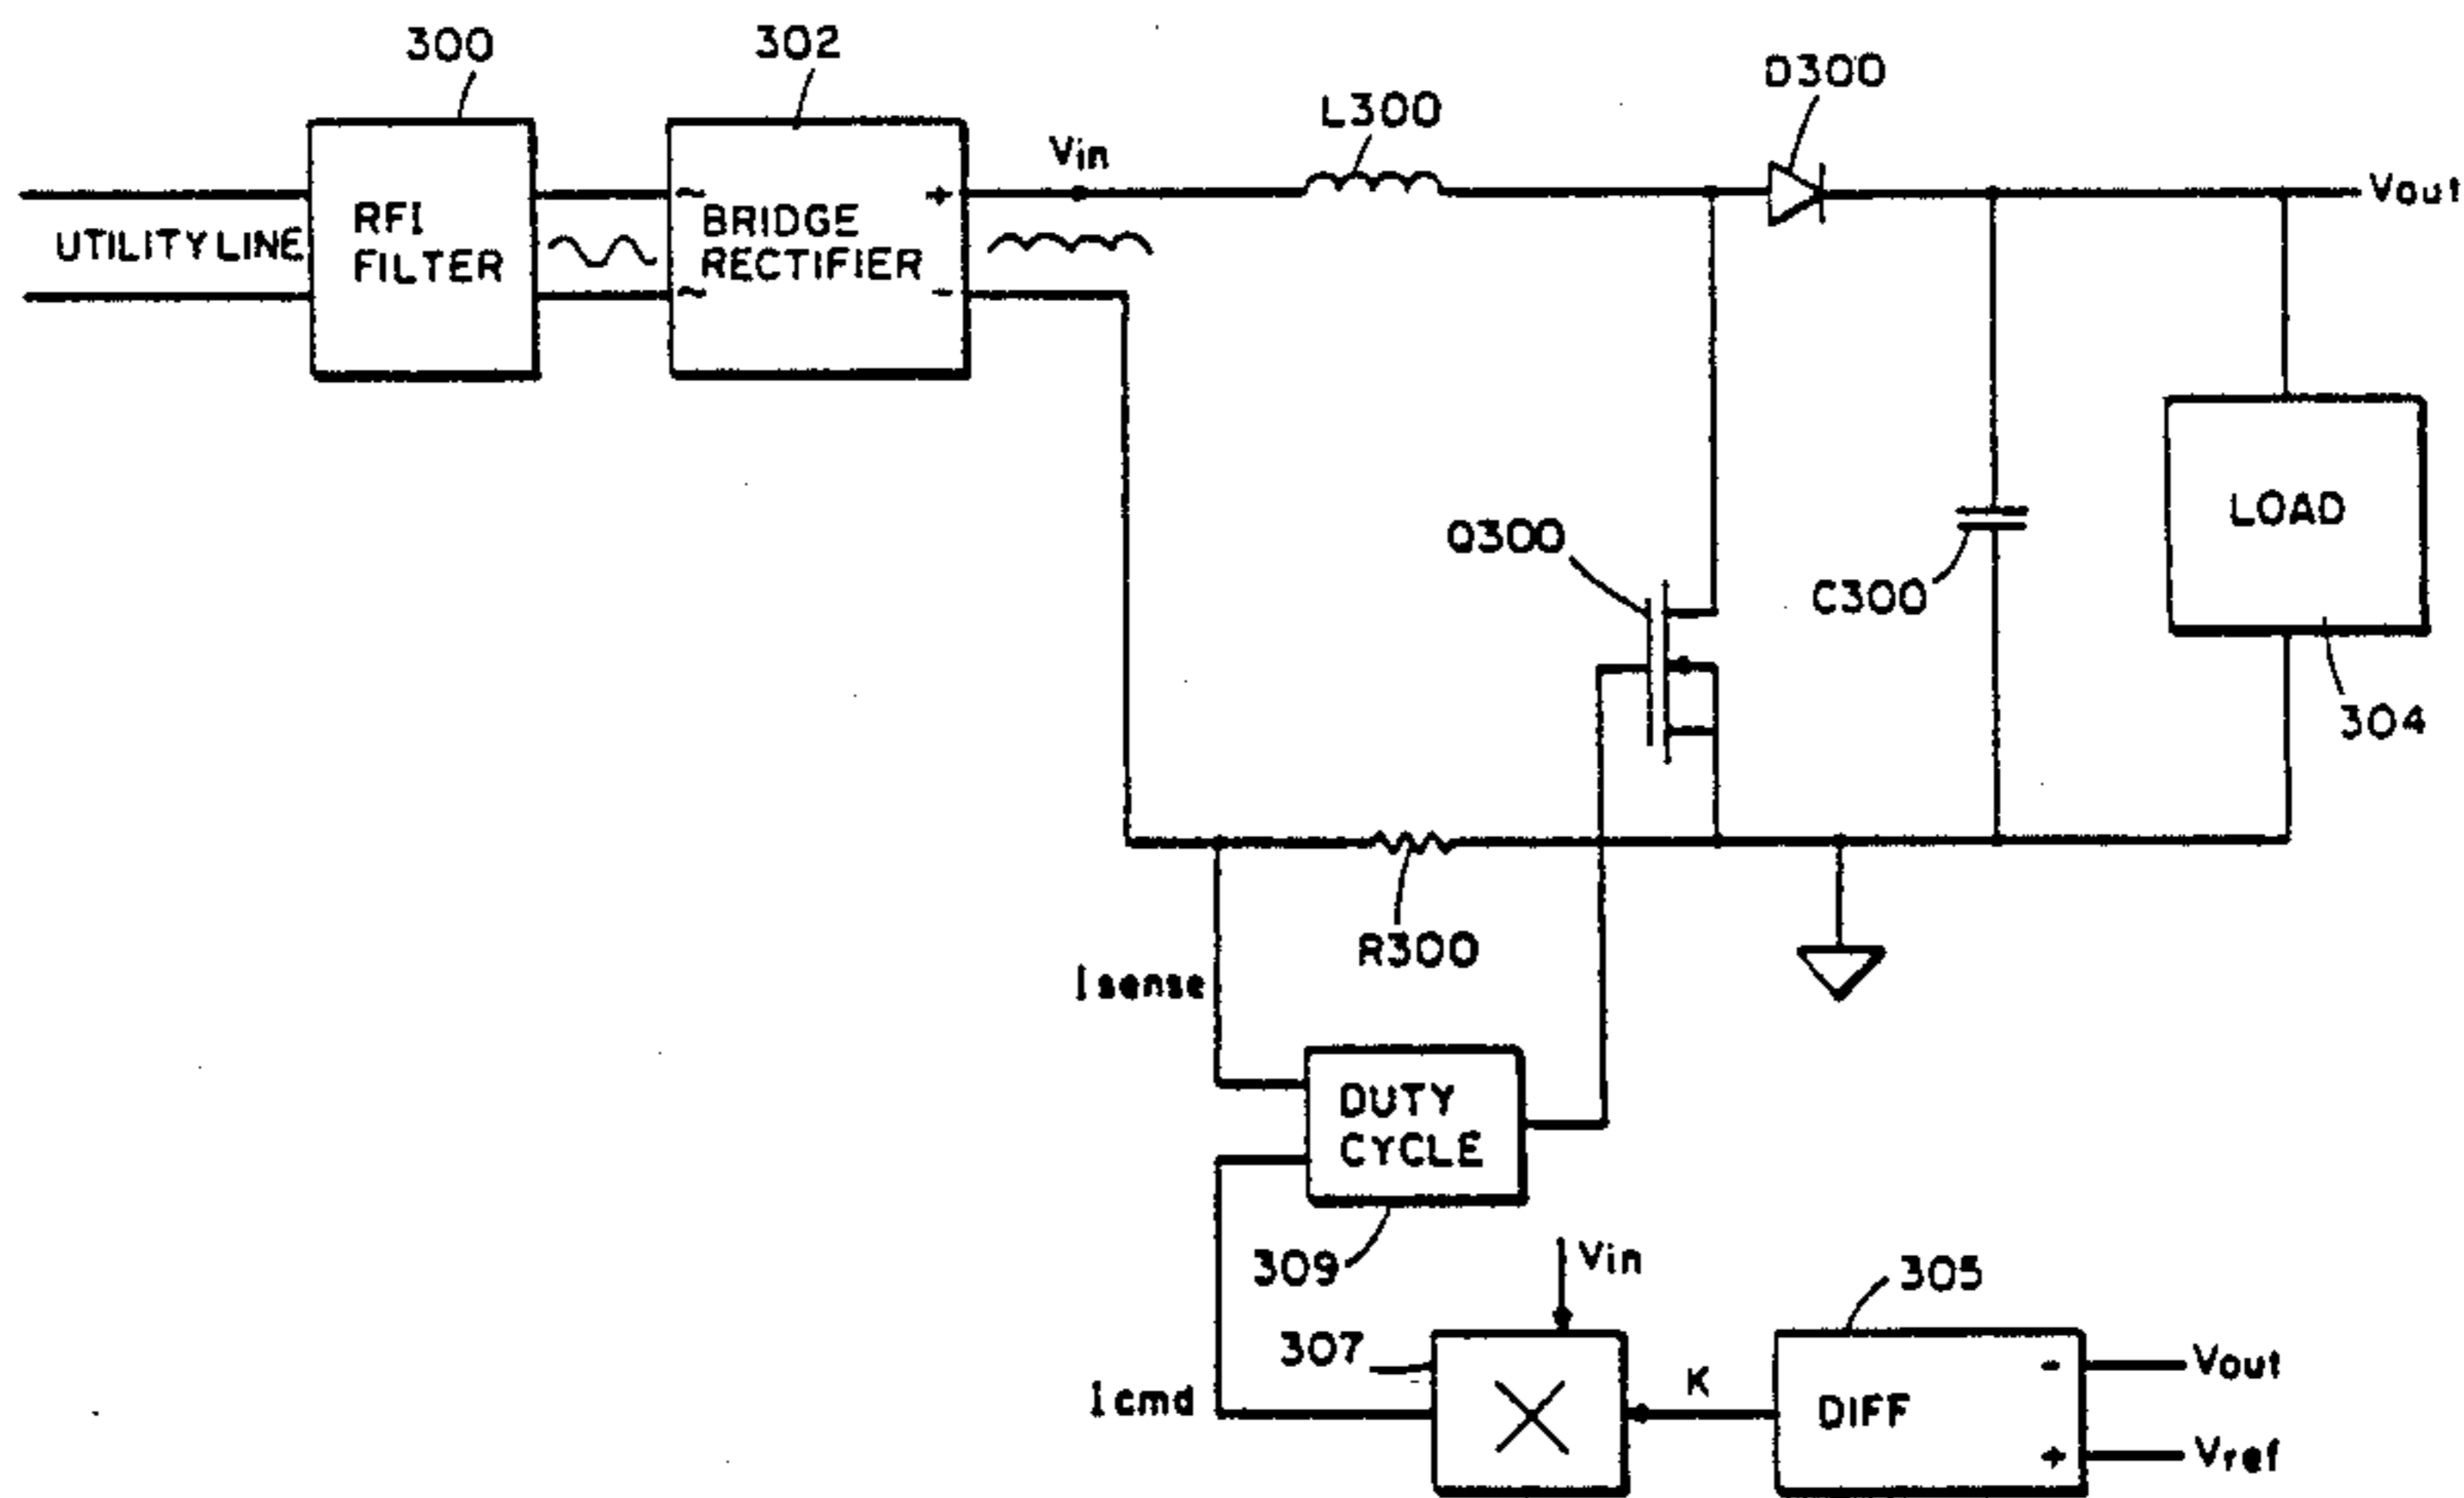 300
302
L300
D300
Vin
Vout
UTILITY LINE
RFI
FILTER
~
~
BRIDGE
RECTIFIER
+
-
Q300
C300
LOAD
304
R300
Isense
DUTY
CYCLE
309
Vin
305
307
Icmd
K
DIFF
-
+
Vout
Vref